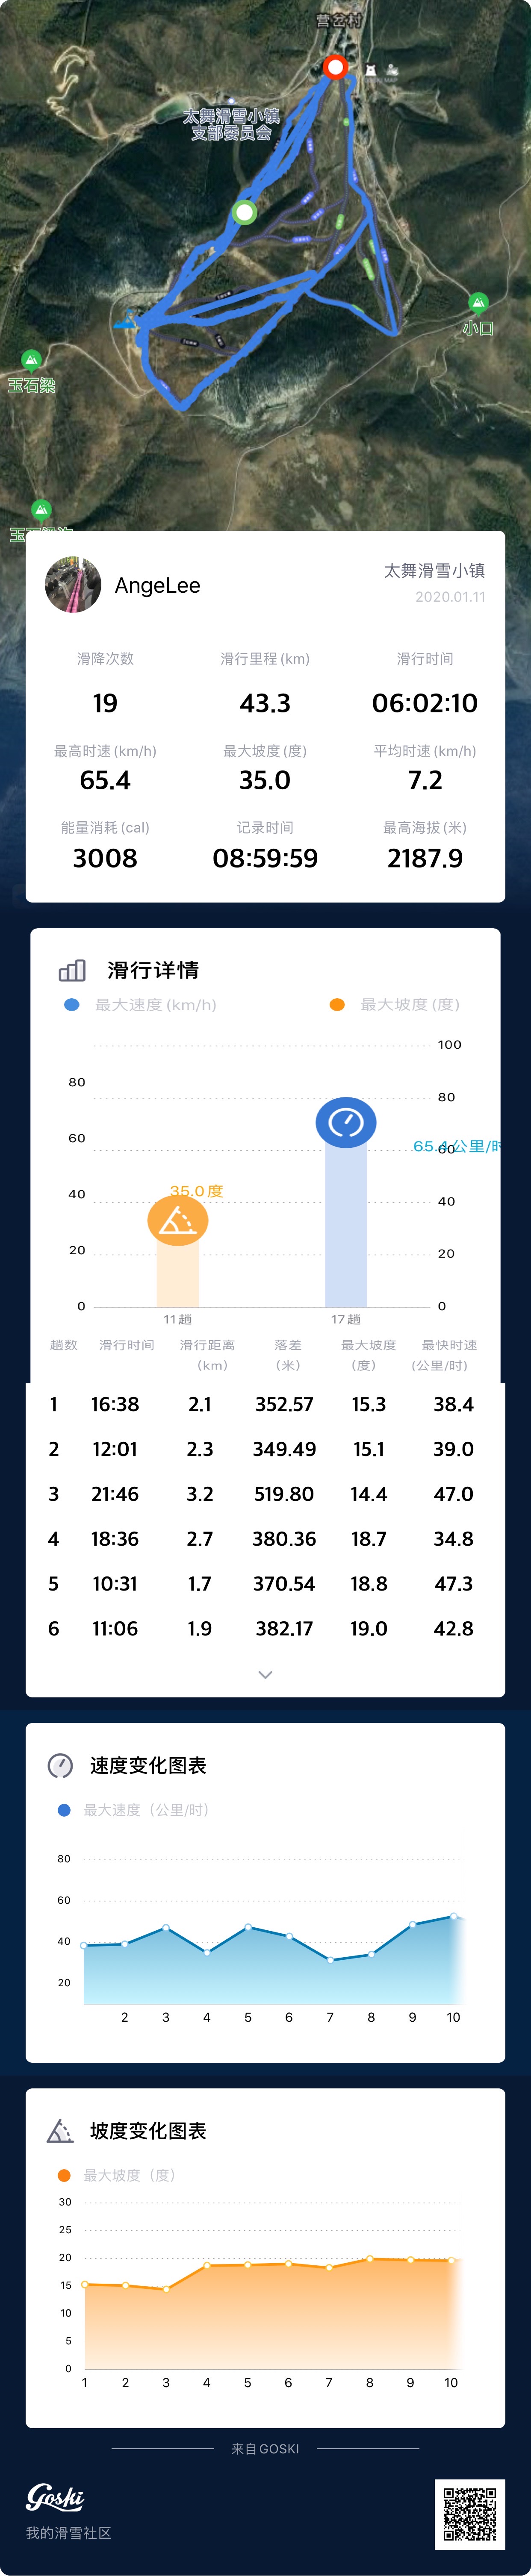 营岔村
太舞滑雪小镇
支部委员会
小口
玉石梁
AngeLee
太舞滑雪小镇
2020.01.11
滑降次数 滑行里程(km) 滑行时间
19 43.3 06:02:10
最高时速(km/h) 最大坡度(度) 平均时速(km/h)
65.4 35.0 7.2
能量消耗(cal) 记录时间 最高海拔(米)
3008 08:59:59 2187.9
滑行详情
最大速度(km/h) 最大坡度(度)
100
80
80
65.4公里/时
60
60
35.0度
40
40
20
20
0
0
11趟 17趟
趟数 滑行时间 滑行距离 落差 最大坡度 最快时速
(km) (米) (度) (公里/时)
1 16:38 2.1 352.57 15.3 38.4
2 12:01 2.3 349.49 15.1 39.0
3 21:46 3.2 519.80 14.4 47.0
4 18:36 2.7 380.36 18.7 34.8
5 10:31 1.7 370.54 18.8 47.3
6 11:06 1.9 382.17 19.0 42.8
速度变化图表
最大速度（公里/时）
80
60
40
20
2 3 4 5 6 7 8 9 10
坡度变化图表
最大坡度（度）
30
25
20
15
10
5
0
1 2 3 4 5 6 7 8 9 10
来自GOSKI
Goski
我的滑雪社区